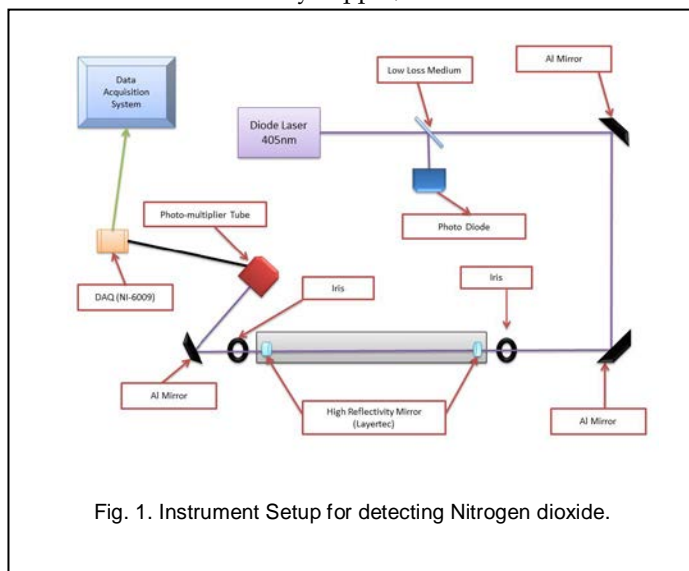 Low Loss Medium
Al Mirror
Data
Acquisition
System
Diode Laser
405nm
Photo-multiplier Tube
Photo Diode
Iris
Iris
DAQ (NI-6009)
Al Mirror
High Reflectivity Mirror
(Layertec)
Al Mirror
Fig. 1. Instrument Setup for detecting Nitrogen dioxide.